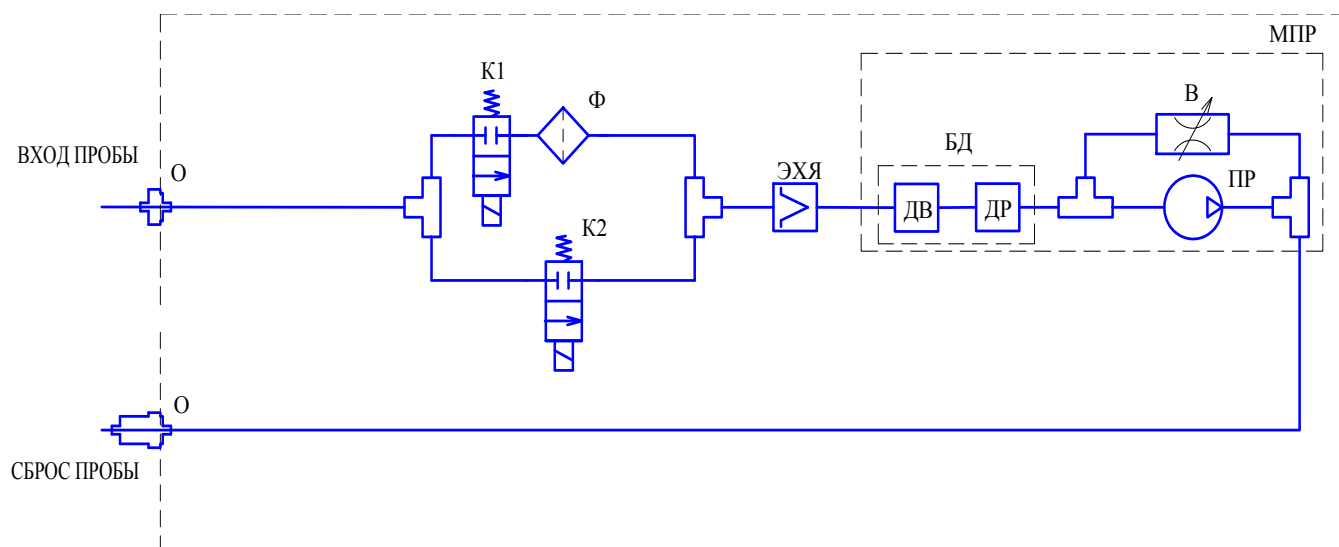 МПР
К1
Ф
В
ВХОД ПРОБЫ
О
ЭХЯ
БД
ПР
ДВ
ДР
К2
О
СБРОС ПРОБЫ